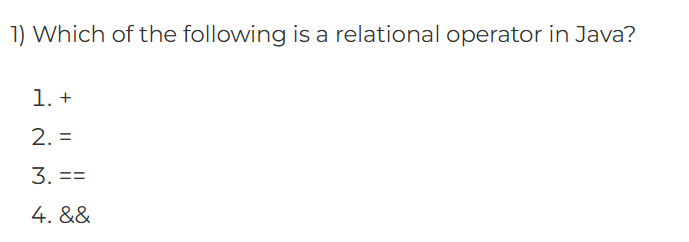 1) Which of the following is a relational operator in Java?
1. +
2. =
3. ==
4. &&